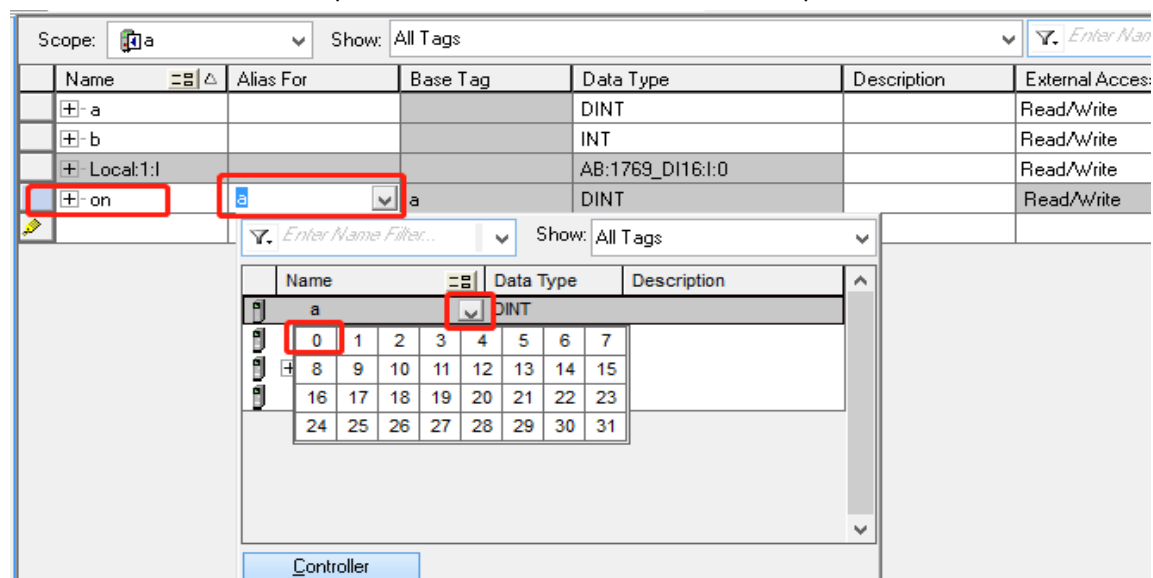 Scope: a Show: All Tags Enter Nam
Name Alias For Base Tag Data Type Description External Acces
a DINT Read/Write
b INT Read/Write
Local:1:I AB:1769_DI16:I:0 Read/Write
on a a DINT Read/Write
Enter Name Filter... Show: All Tags
Name Data Type Description
a DINT
0 1 2 3 4 5 6 7
8 9 10 11 12 13 14 15
16 17 18 19 20 21 22 23
24 25 26 27 28 29 30 31
Controller